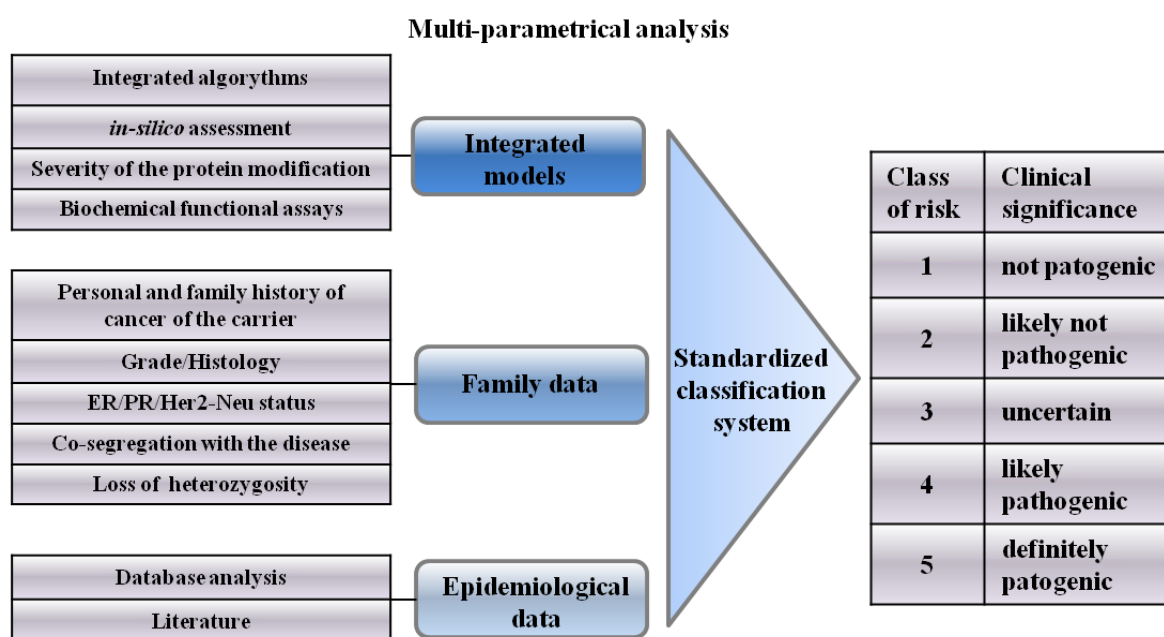 Multi-parametrical analysis
Integrated algorithms
in-silico assessment
Severity of the protein modification
Biochemical functional assays
Integrated
models
Personal and family history of
cancer of the carrier
Grade/Histology
ER/PR/Her2-Neu status
Co-segregation with the disease
Loss of heterozygosity
Family data
Database analysis
Literature
Epidemiological
data
Standardized
classification
system
Class
of risk
Clinical
significance
1
not patogenic
2
likely not
pathogenic
3
uncertain
4
likely
pathogenic
5
definitely
patogenic